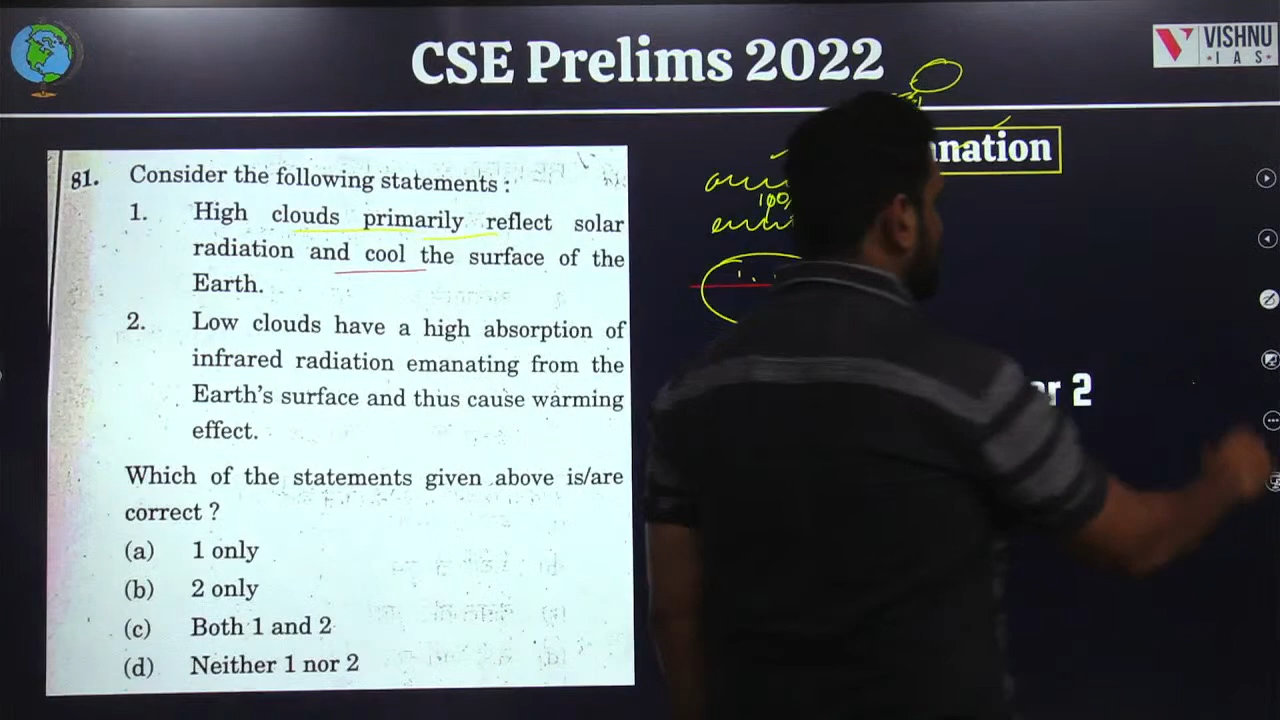 CSE Prelims 2022
VISHNU
I A S
81. Consider the following statements :
1. High clouds primarily reflect solar
radiation and cool the surface of the
Earth.
2. Low clouds have a high absorption of
infrared radiation emanating from the
Earth's surface and thus cause warming
effect.
Which of the statements given above is/are
correct ?
(a) 1 only
(b) 2 only
(c) Both 1 and 2
(d) Neither 1 nor 2
nation
100
r 2